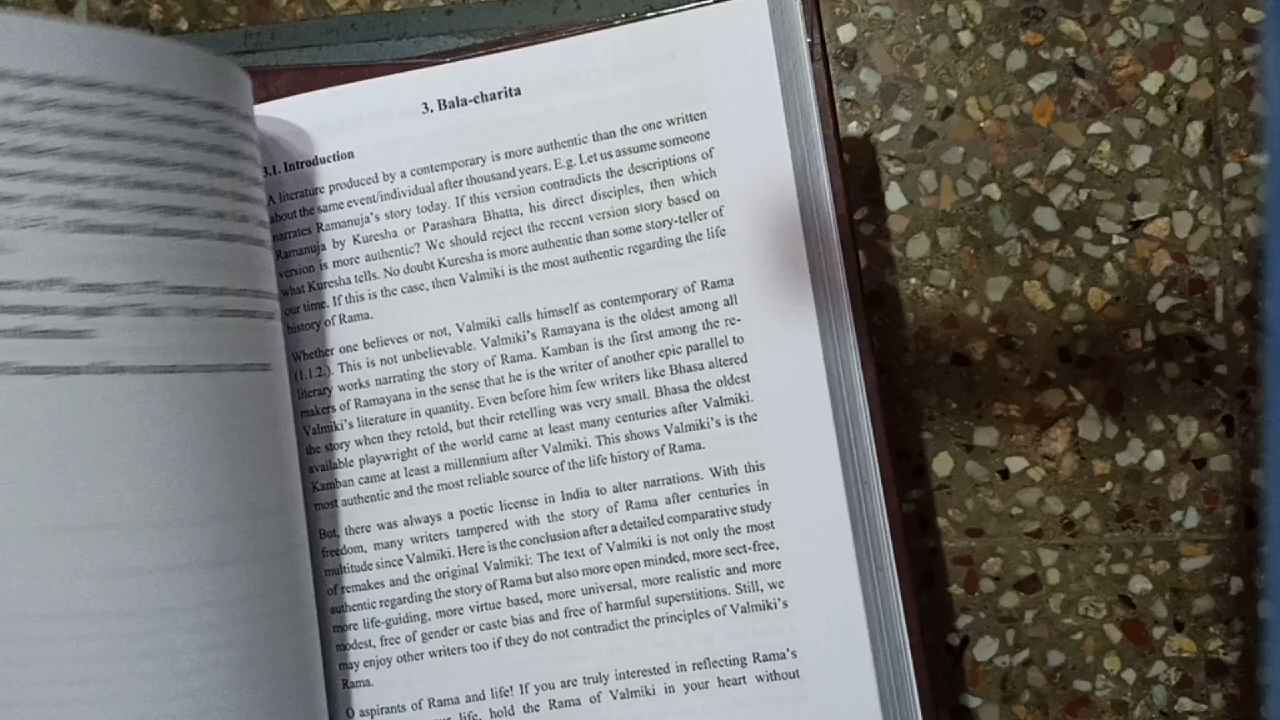 3. Bala-charita
3.1. Introduction
A literature produced by a contemporary is more authentic than the one written
about the same event/individual after thousand years. E.g. Let us assume someone
narrates Ramanuja's story today. If this version contradicts the descriptions of
Ramanuja by Kuresha or Parashara Bhatta, his direct disciples, then which
version is more authentic? We should reject the recent version story based on
what Kuresha tells. No doubt Kuresha is more authentic than some story-teller of
our time. If this is the case, then Valmiki is the most authentic regarding the life
history of Rama.
Whether one believes or not, Valmiki calls himself as contemporary of Rama
(1.1.2.). This is not unbelievable. Valmiki's Ramayana is the oldest among all
literary works narrating the story of Rama. Kamban is the first among the re-
makers of Ramayana in the sense that he is the writer of another epic parallel to
Valmiki's literature in quantity. Even before him few writers like Bhasa altered
the story when they retold, but their retelling was very small. Bhasa the oldest
available playwright of the world came at least many centuries after Valmiki.
Kamban came at least a millennium after Valmiki. This shows Valmiki's is the
most authentic and the most reliable source of the life history of Rama.
But, there was always a poetic license in India to alter narrations. With this
freedom, many writers tampered with the story of Rama after centuries in
multitude since Valmiki. Here is the conclusion after a detailed comparative study
of remakes and the original Valmiki: The text of Valmiki is not only the most
authentic regarding the story of Rama but also more open minded, more sect-free,
more life-guiding, more virtue based, more universal, more realistic and more
modest, free of gender or caste bias and free of harmful superstitions. Still, we
may enjoy other writers too if they do not contradict the principles of Valmiki's
Rama.
O aspirants of Rama and life! If you are truly interested in reflecting Rama's
life, hold the Rama of Valmiki in your heart without